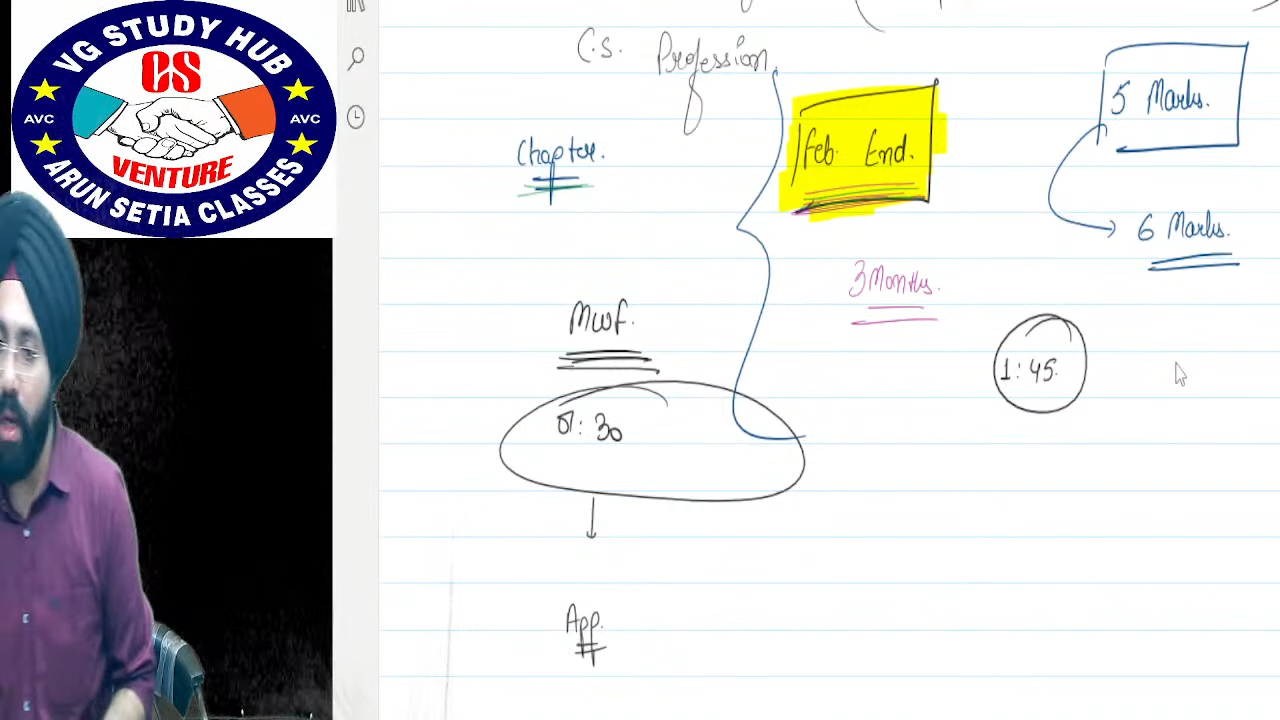 VG STUDY HUB
CS
AVC
AVC
VENTURE
ARUN SETIA CLASSES
C.S. Profession
Chapter.
Feb End.
5 Marks.
6 Marks.
3 Months.
Mwf.
1:45
5:30
App.